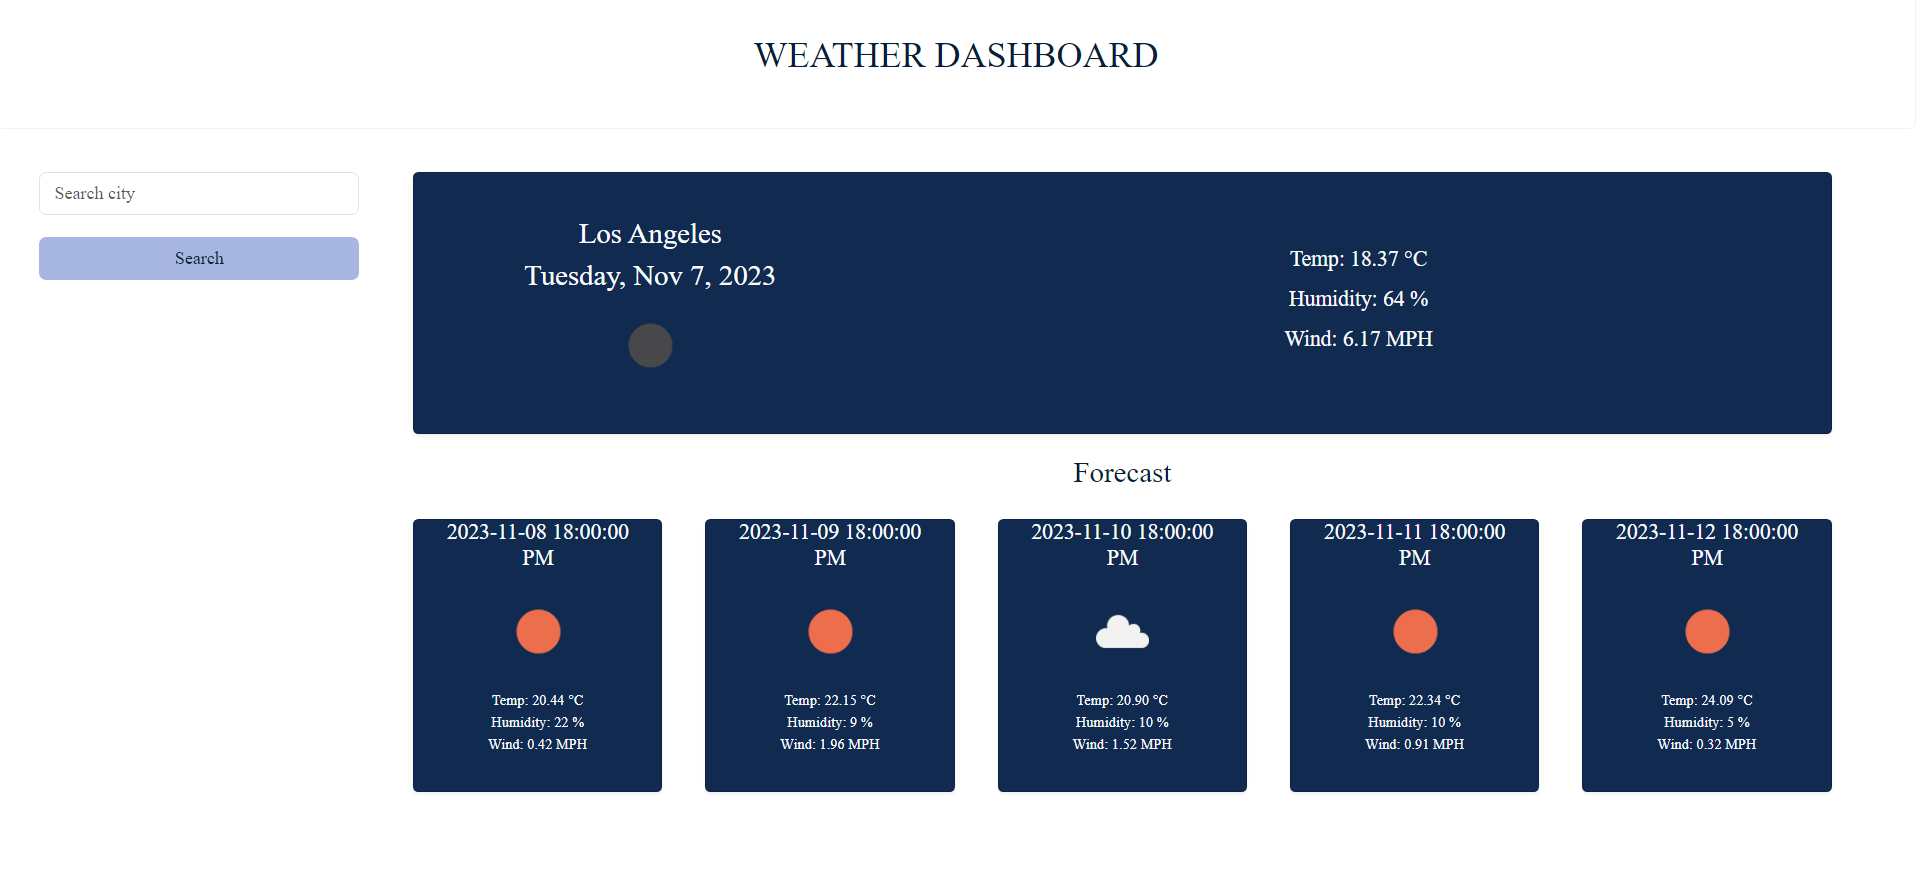 WEATHER DASHBOARD
Search city
Search
Los Angeles
Tuesday, Nov 7, 2023
Temp: 18.37 °C
Humidity: 64 %
Wind: 6.17 MPH
Forecast
2023-11-08 18:00:00
PM
Temp: 20.44 °C
Humidity: 22 %
Wind: 0.42 MPH
2023-11-09 18:00:00
PM
Temp: 22.15 °C
Humidity: 9 %
Wind: 1.96 MPH
2023-11-10 18:00:00
PM
Temp: 20.90 °C
Humidity: 10 %
Wind: 1.52 MPH
2023-11-11 18:00:00
PM
Temp: 22.34 °C
Humidity: 10 %
Wind: 0.91 MPH
2023-11-12 18:00:00
PM
Temp: 24.09 °C
Humidity: 5 %
Wind: 0.32 MPH